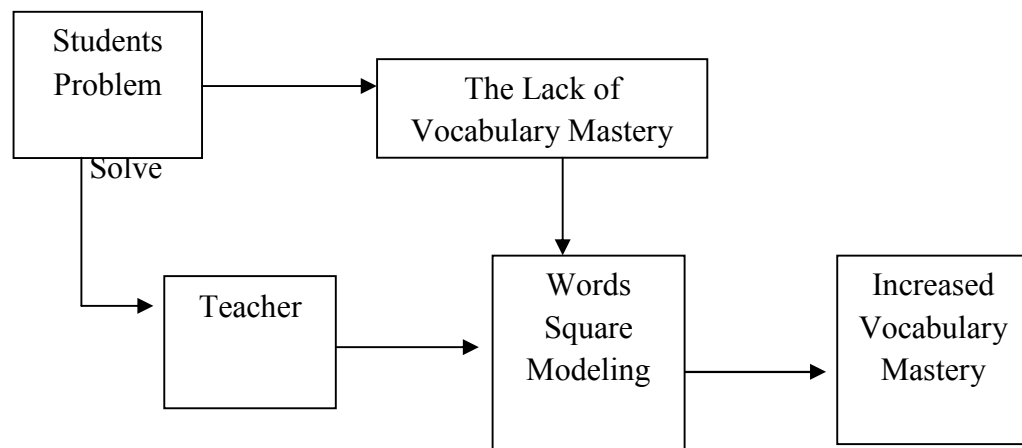 Students
Problem
The Lack of
Vocabulary Mastery
Solve
Teacher
Words
Square
Modeling
Increased
Vocabulary
Mastery